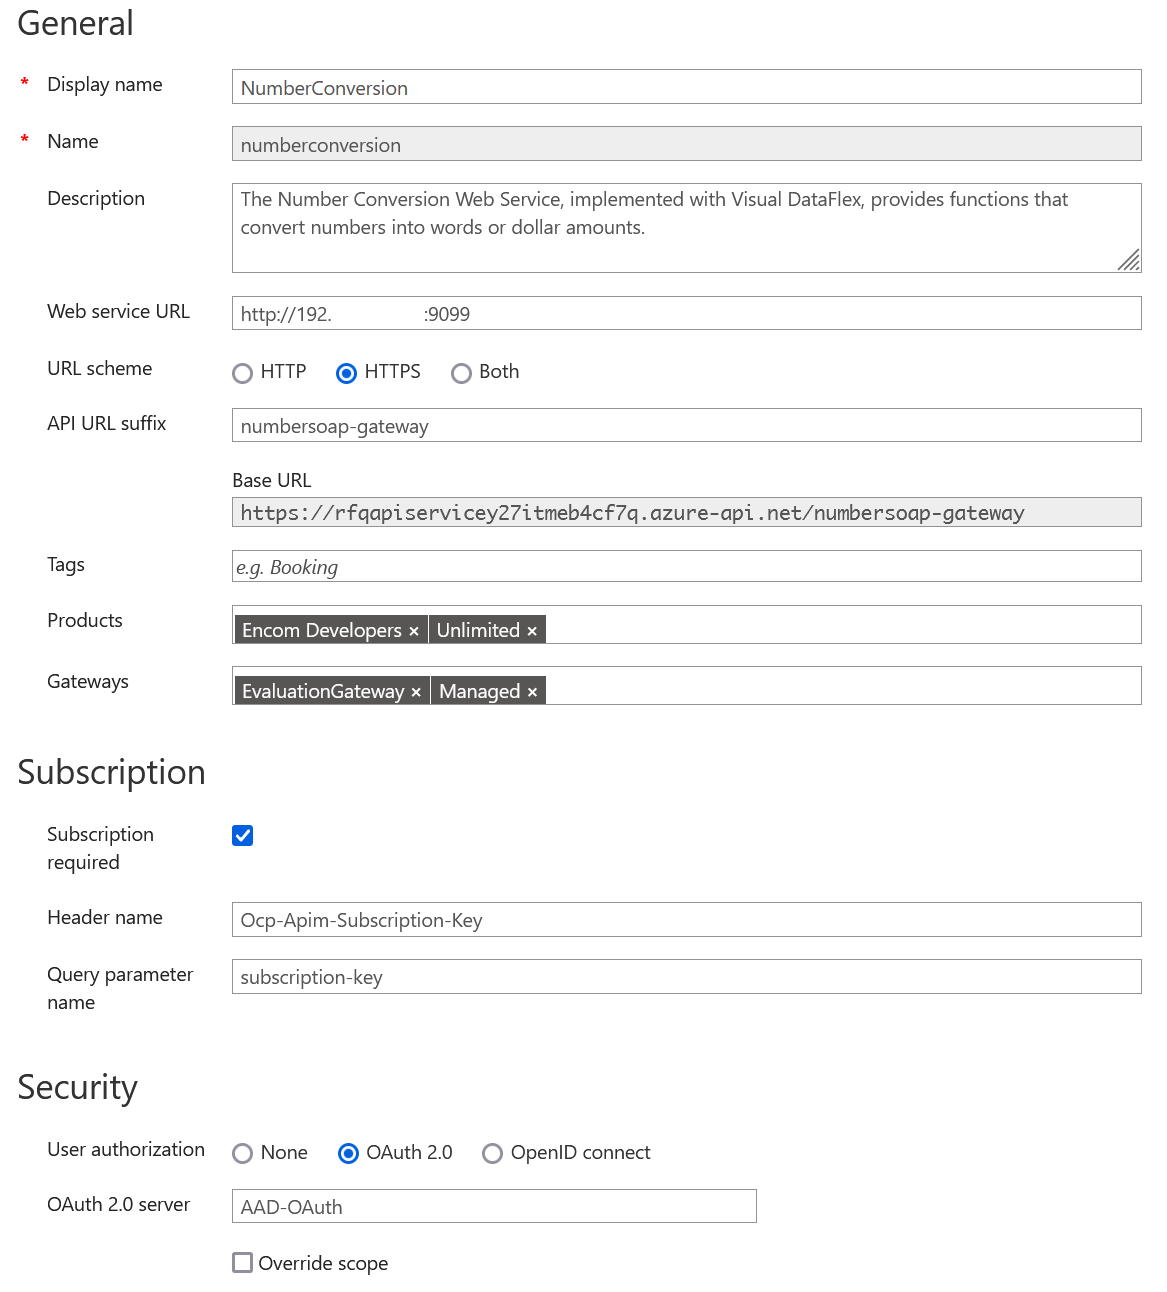 General
* Display name
NumberConversion
* Name
numberconversion
Description
The Number Conversion Web Service, implemented with Visual DataFlex, provides functions that
convert numbers into words or dollar amounts.
Web service URL
http://192. :9099
URL scheme
HTTP HTTPS Both
API URL suffix
numbersoap-gateway
Base URL
https://rfqapiservicey27itmeb4cf7q.azure-api.net/numbersoap-gateway
Tags
e.g. Booking
Products
Encom Developers × Unlimited ×
Gateways
EvaluationGateway × Managed ×
Subscription
Subscription
required
Header name
Ocp-Apim-Subscription-Key
Query parameter
name
subscription-key
Security
User authorization
None OAuth 2.0 OpenID connect
OAuth 2.0 server
AAD-OAuth
Override scope